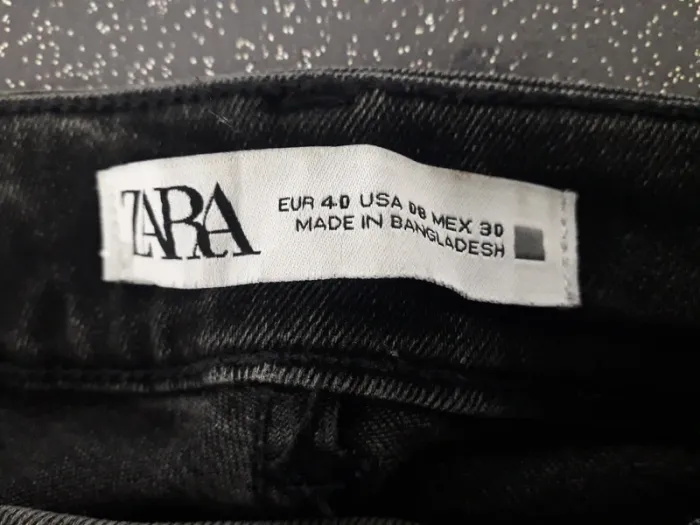 ZARA
EUR 40 USA 08 MEX 30
MADE IN BANGLADESH